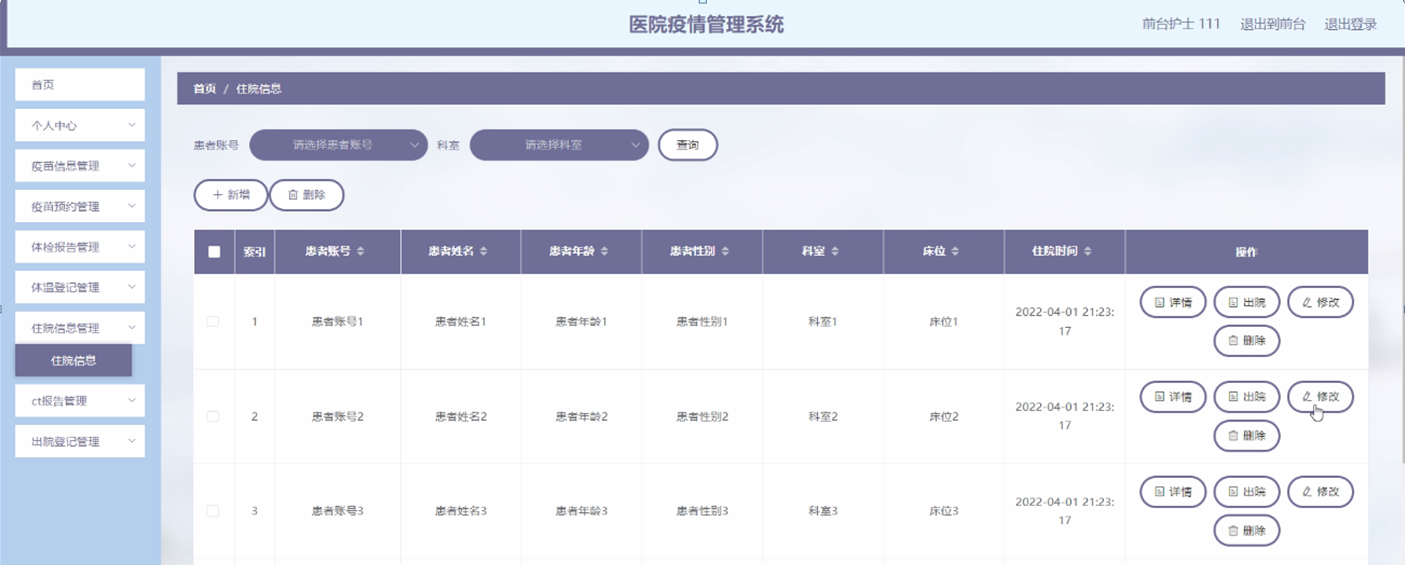 医院疫情管理系统
前台护士 111 退出到前台 退出登录
首页
个人中心
疫苗信息管理
疫苗预约管理
体检报告管理
体温登记管理
住院信息管理
住院信息
ct报告管理
出院登记管理
首页 / 住院信息
患者账号 请选择患者账号 科室 请选择科室 查询
新增 删除
索引 患者账号 患者姓名 患者年龄 患者性别 科室 床位 住院时间 操作
1 患者账号1 患者姓名1 患者年龄1 患者性别1 科室1 床位1 2022-04-01 21:23:
17
详情 出院 修改
删除
2 患者账号2 患者姓名2 患者年龄2 患者性别2 科室2 床位2 2022-04-01 21:23:
17
详情 出院 修改
删除
3 患者账号3 患者姓名3 患者年龄3 患者性别3 科室3 床位3 2022-04-01 21:23:
17
详情 出院 修改
删除